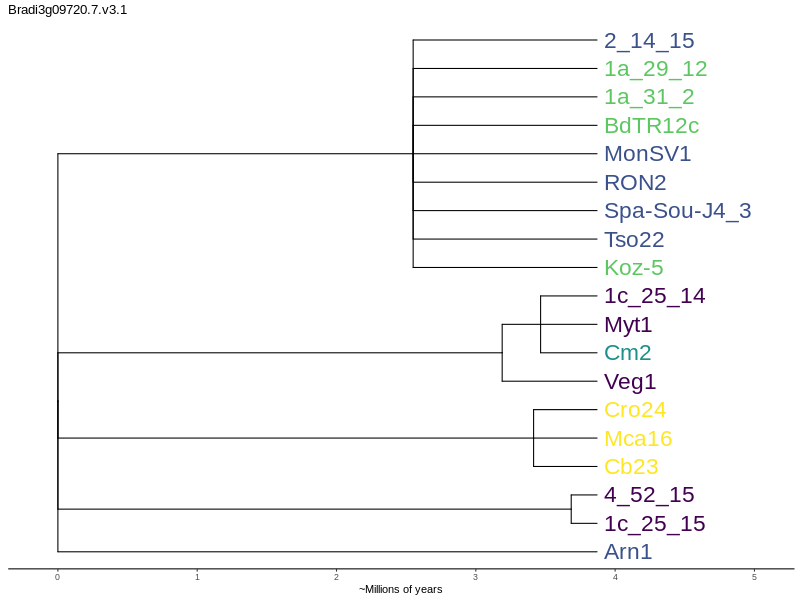 Bradi3g09720.7.v3.1
2_14_15
1a_29_12
1a_31_2
BdTR12c
MonSV1
RON2
Spa-Sou-J4_3
Tso22
Koz-5
1c_25_14
Myt1
Cm2
Veg1
Cro24
Mca16
Cb23
4_52_15
1c_25_15
Arn1
0 1 2 3 4 5
~Millions of years